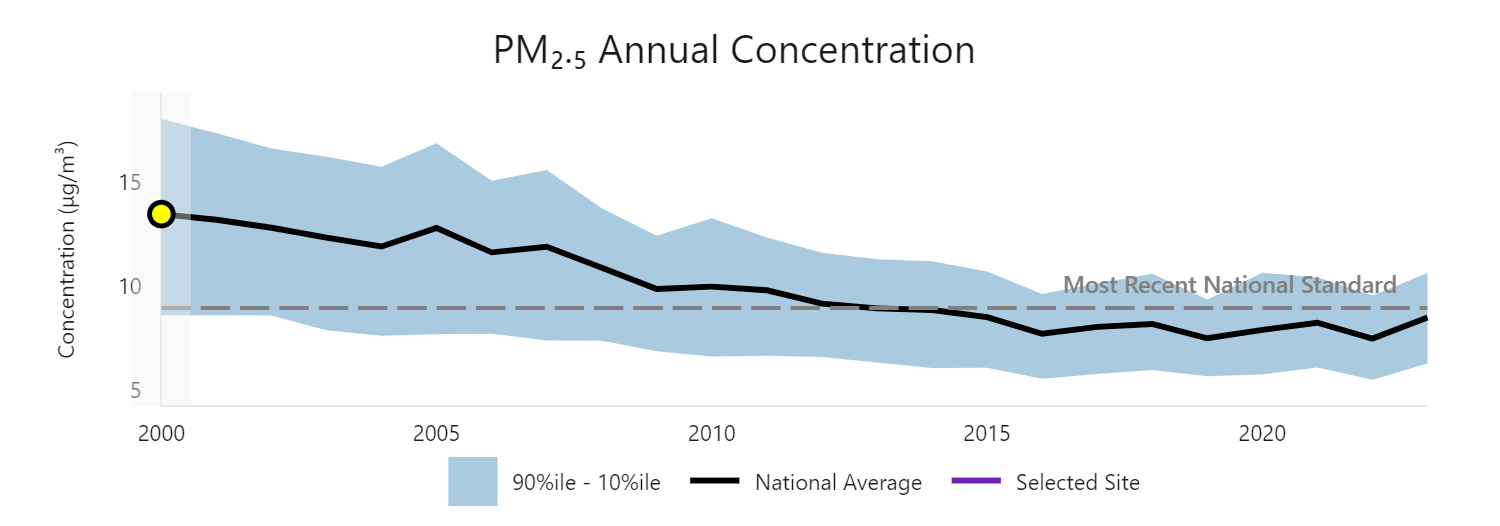 PM₂.₅ Annual Concentration
Concentration (µg/m³)
15
10
5
Most Recent National Standard
2000 2005 2010 2015 2020
90%ile - 10%ile National Average Selected Site